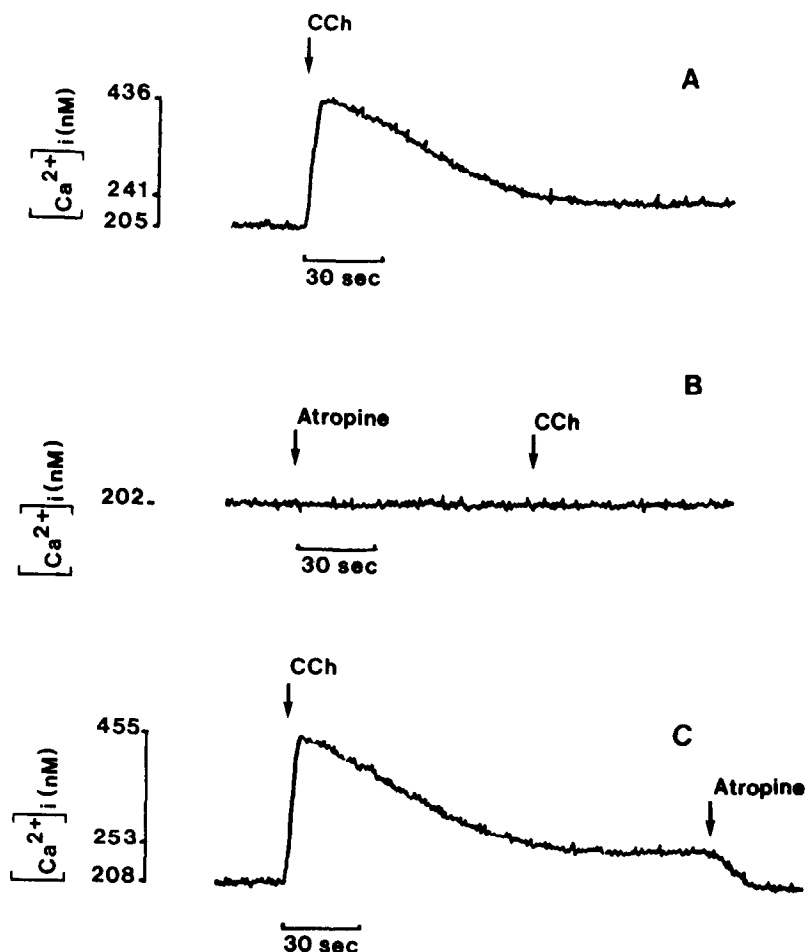 CCh
A
436
241
205
[Ca2+]i(nM)
30 sec
B
Atropine
CCh
202
[Ca2+]i(nM)
30 sec
CCh
C
455
Atropine
253
208
[Ca2+]i(nM)
30 sec